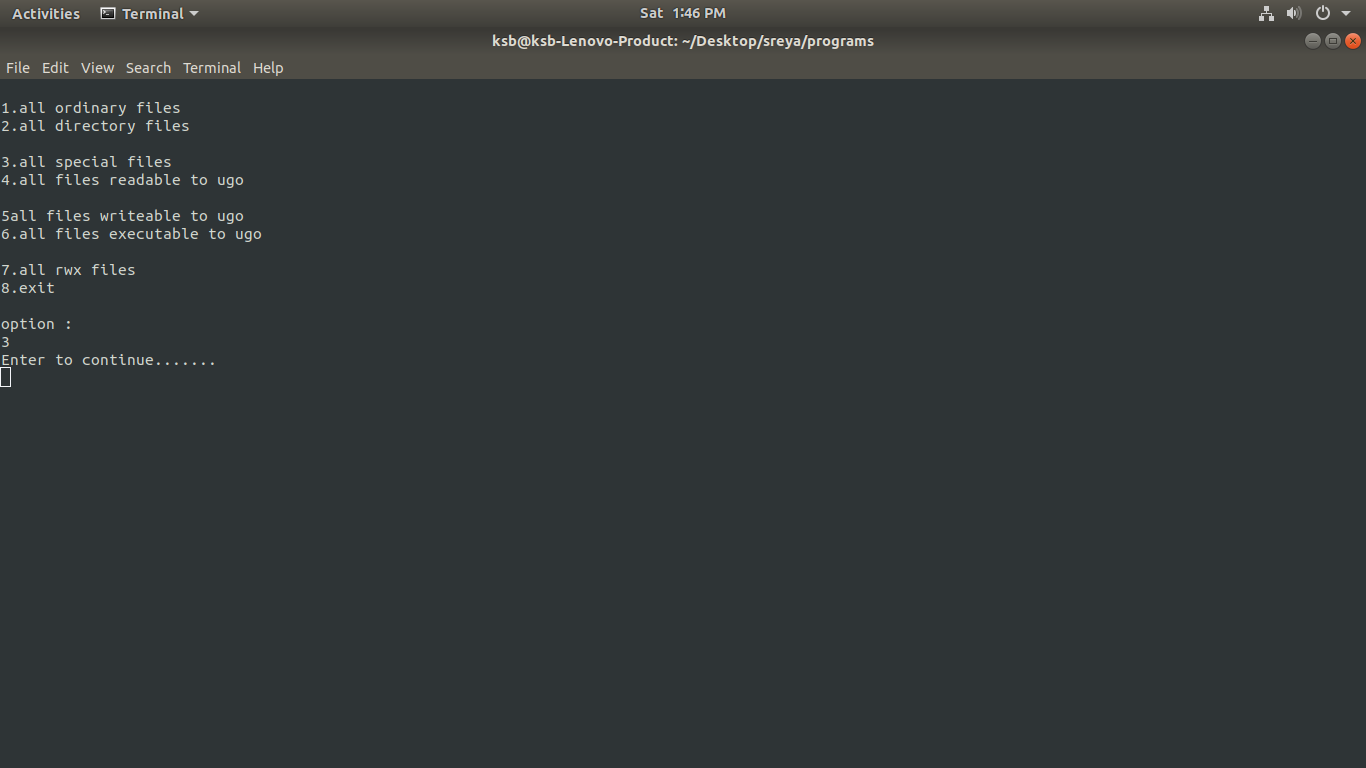 Activities Terminal Sat 1:46 PM
ksb@ksb-Lenovo-Product: ~/Desktop/sreya/programs
File Edit View Search Terminal Help
1.all ordinary files
2.all directory files
3.all special files
4.all files readable to ugo
5all files writeable to ugo
6.all files executable to ugo
7.all rwx files
8.exit
option :
3
Enter to continue.......